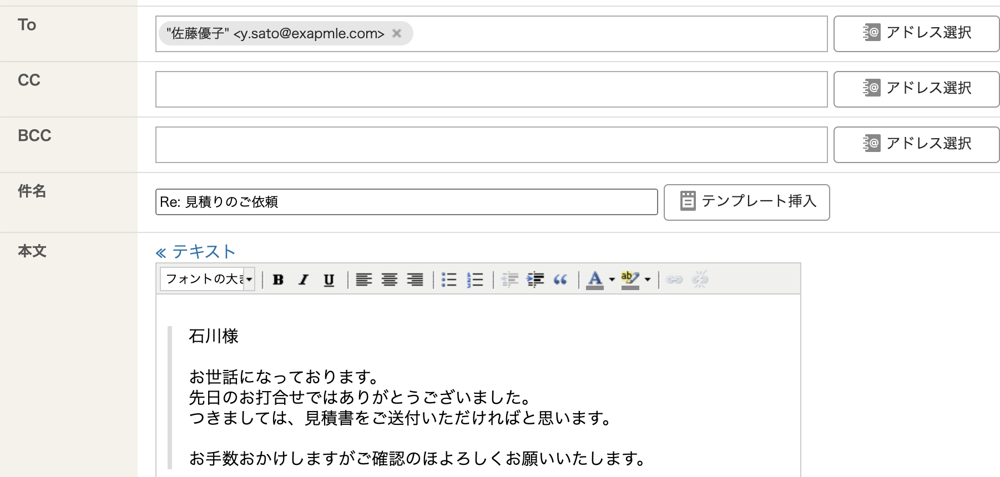 To
"佐藤優子" <y.sato@exapmle.com>
アドレス選択
CC
アドレス選択
BCC
アドレス選択
件名
Re: 見積りのご依頼
テンプレート挿入
本文
≪ テキスト
フォントの大
B I U
石川様
お世話になっております。
先日のお打合せではありがとうございました。
つきましては、見積書をご送付いただければと思います。
お手数おかけしますがご確認のほよろしくお願いいたします。